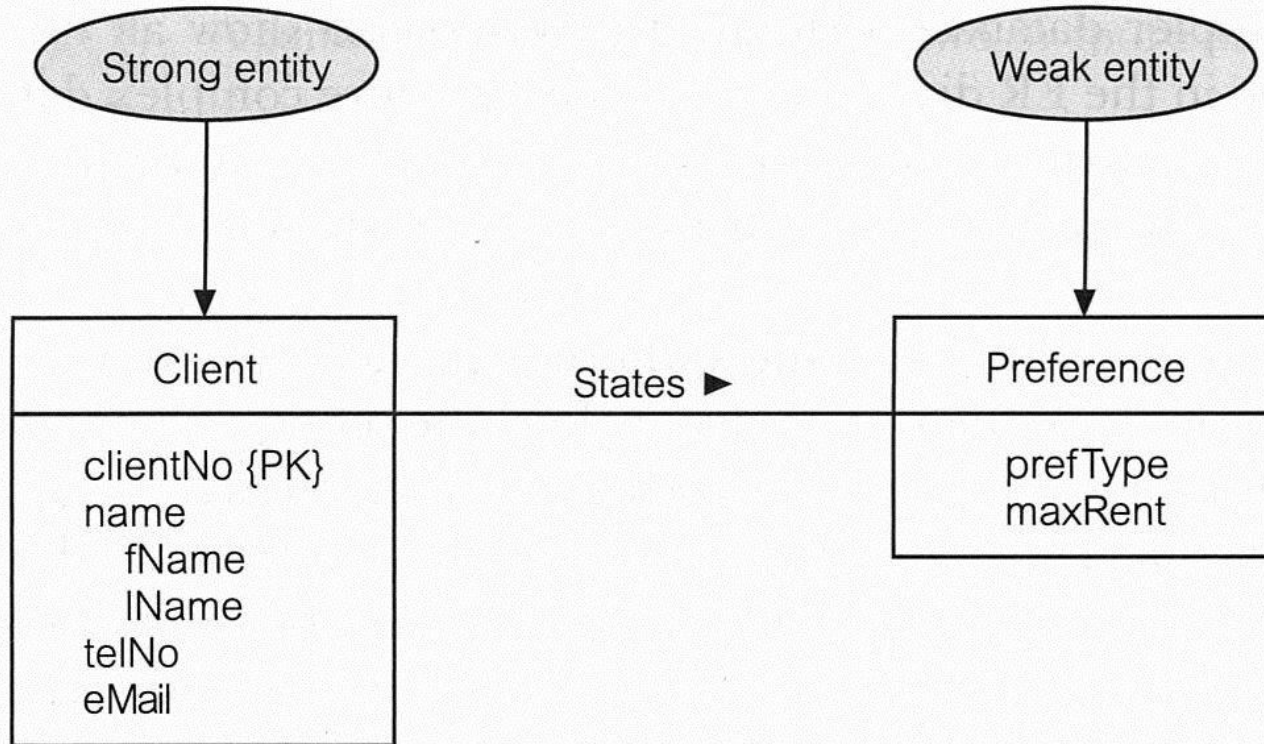 Strong entity
Weak entity
Client
States ►
Preference
clientNo {PK}
name
fName
lName
telNo
eMail
prefType
maxRent